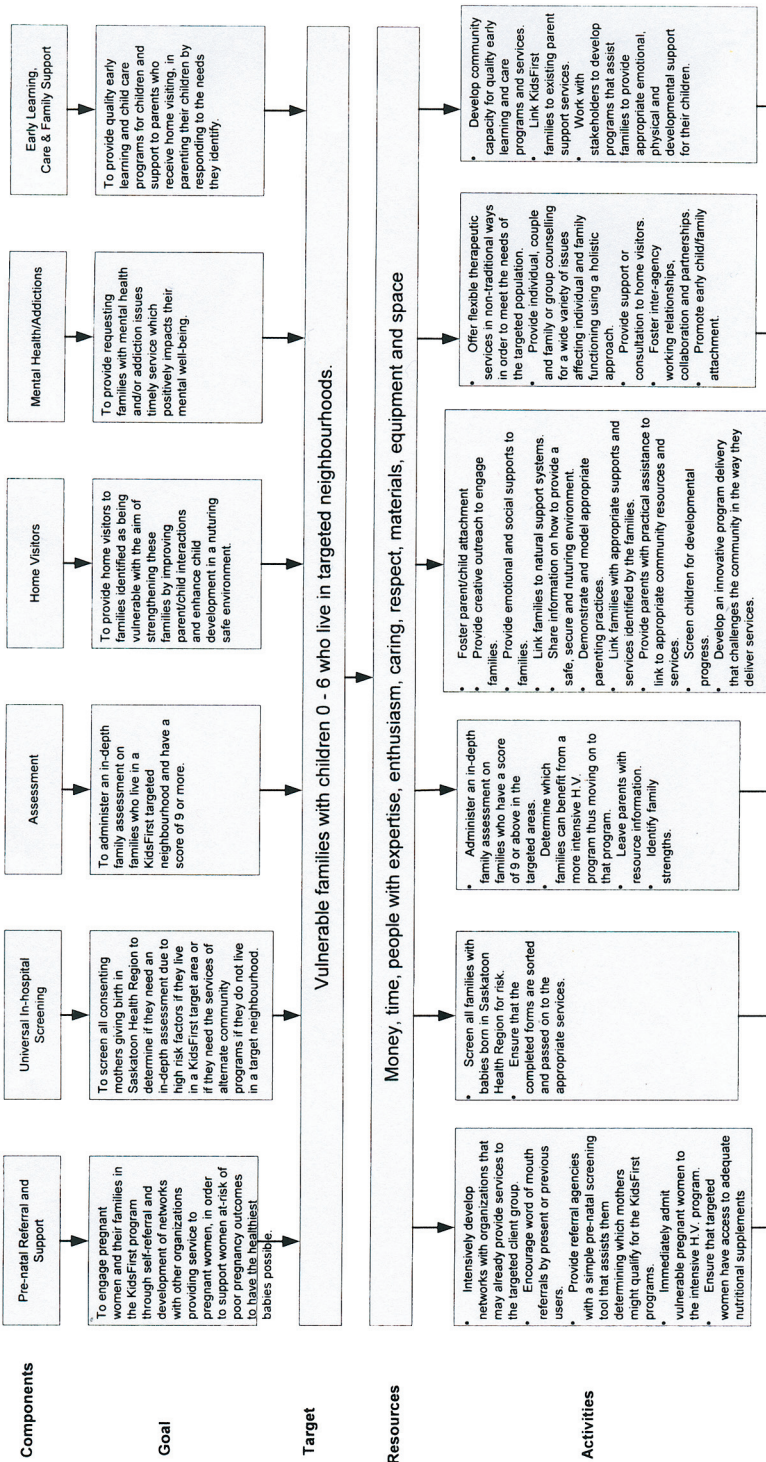 Components
Pre-natal Referral and
Support
Universal In-hospital
Screening
Assessment
Home Visitors
Mental Health/Addictions
Early Learning,
Care & Family Support
Goal
To engage pregnant
women and their families in
the KidsFirst program
through self-referral and
development of networks
with other organizations
providing service to
pregnant women, in order
to support women at-risk of
poor pregnancy outcomes
to have the healthiest
babies possible.
To screen all consenting
mothers giving birth in
Saskatoon Health Region to
determine if they need an
in-depth assessment due to
high risk factors if they live
in a KidsFirst target area or
if they need the services of
alternate community
programs if they do not live
in a target neighbourhood.
To administer an in-depth
family assessment on
families who live in a
KidsFirst targeted
neighbourhood and have a
score of 9 or more.
To provide home visitors to
families identified as being
vulnerable with the aim of
strengthening these
families by improving
parent/child interactions
and enhance child
development in a nuturing
safe environment.
To provide requesting
families with mental health
and/or addiction issues
timely service which
positively impacts their
mental well-being.
To provide quality early
learning and child care
programs for children and
support to parents who
receive home visiting, in
parenting their children by
responding to the needs
they identify.
Target
Vulnerable families with children 0 - 6 who live in targeted neighbourhoods.
Resources
Money, time, people with expertise, enthusiasm, caring, respect, materials, equipment and space
Activities
• Intensively develop
networks with organizations that
may already provide services to
the targeted client group.
• Encourage word of mouth
referrals by present or previous
users.
• Provide referral agencies
with a simple pre-natal screening
tool that assists them
determining which mothers
might qualify for the KidsFirst
programs.
• Immediately admit
vulnerable pregnant women to
the intensive H.V. program.
• Ensure that targeted
women have access to adequate
nutritional supplements
• Screen all families with
babies born in Saskatoon
Health Region for risk.
• Ensure that the
completed forms are sorted
and passed on to the
appropriate services.
• Administer an in-depth
family assessment on
families who have a score
of 9 or above in the
targeted areas.
• Determine which
families can benefit from a
more intensive H.V.
program thus moving on to
that program.
• Leave parents with
resource information.
• Identify family
strengths.
• Foster parent/child attachment
• Provide creative outreach to engage
families.
• Provide emotional and social supports to
families.
• Link families to natural support systems.
• Share information on how to provide a
safe, secure and nuturing environment.
• Demonstrate and model appropriate
parenting practices.
• Link families with appropriate supports and
services identified by the families.
• Provide parents with practical assistance to
link to appropriate community resources and
services.
• Screen children for developmental
progress.
• Develop an innovative program delivery
that challenges the community in the way they
deliver services.
• Offer flexible therapeutic
services in non-traditional ways
in order to meet the needs of
the targeted population.
• Provide individual, couple
and family or group counselling
for a wide variety of issues
affecting individual and family
functioning using a holistic
approach.
• Provide support or
consultation to home visitors.
• Foster inter-agency
working relationships,
collaboration and partnerships.
• Promote early child/family
attachment.
• Develop community
capacity for quality early
learning and care
programs and services.
• Link KidsFirst
families to existing parent
support services.
• Work with
stakeholders to develop
programs that assist
families to provide
appropriate emotional,
physical and
developmental support
for their children.